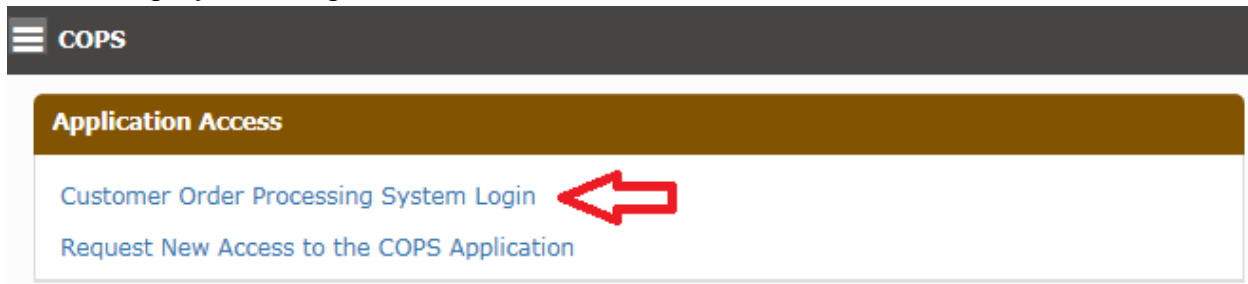 COPS
Application Access
Customer Order Processing System Login
Request New Access to the COPS Application